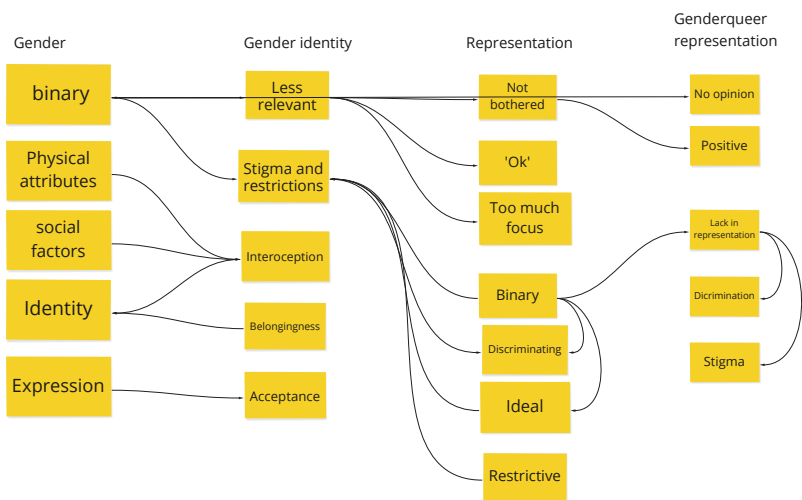 Gender
Gender identity
Representation
Genderqueer
representation
binary
Physical
attributes
social
factors
Identity
Expression
Less
relevant
Stigma and
restrictions
Interoception
Belongingness
Acceptance
Not
bothered
'Ok'
Too much
focus
Binary
Discriminating
Ideal
Restrictive
No opinion
Positive
Lack in
representation
Dicrimination
Stigma